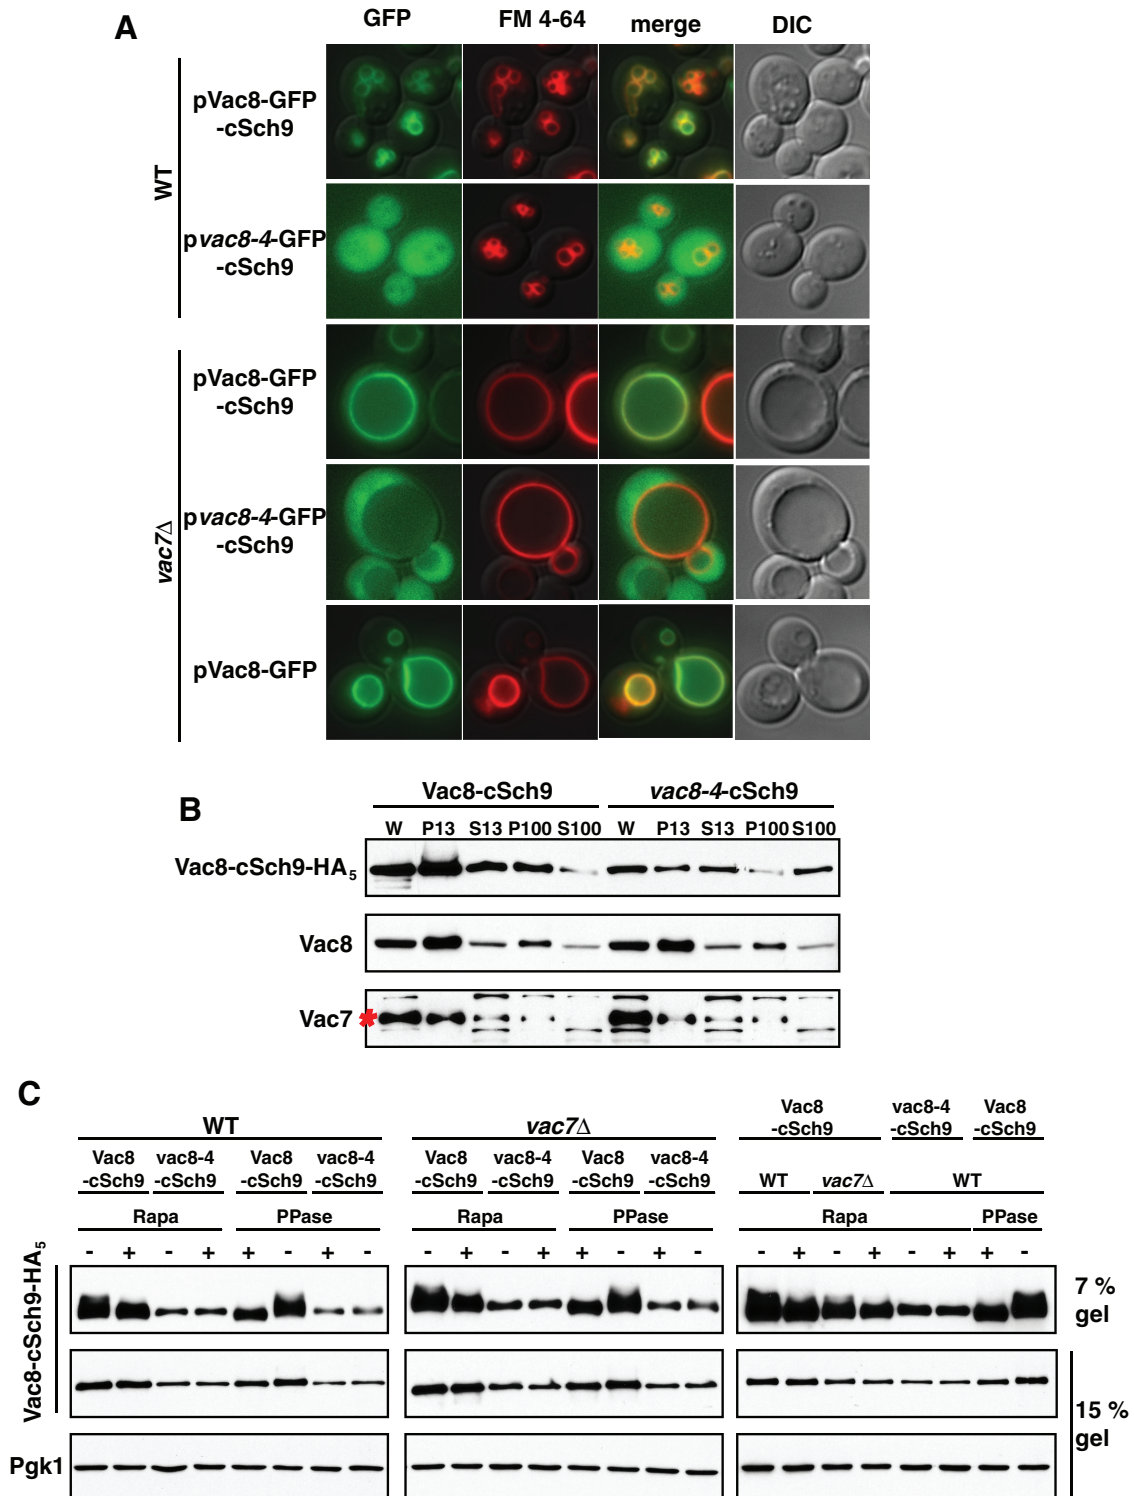 A
GFP FM 4-64 merge DIC
WT
pVac8-GFP
-cSch9
pvac8-4-GFP
-cSch9
vac7Δ
pVac8-GFP
-cSch9
pvac8-4-GFP
-cSch9
pVac8-GFP
B
Vac8-cSch9 vac8-4-cSch9
W P13 S13 P100 S100 W P13 S13 P100 S100
Vac8-cSch9-HA5
Vac8
Vac7 *
C
WT
Vac8 vac8-4 Vac8 vac8-4
-cSch9 -cSch9 -cSch9 -cSch9
Rapa PPase
- + - + + - + -
vac7Δ
Vac8 vac8-4 Vac8 vac8-4
-cSch9 -cSch9 -cSch9 -cSch9
Rapa PPase
- + - + + - + -
Vac8 vac8-4 Vac8
-cSch9 -cSch9 -cSch9
WT vac7Δ WT
Rapa PPase
- + - + - + + -
Vac8-cSch9-HA5
7 %
gel
15 %
gel
Pgk1